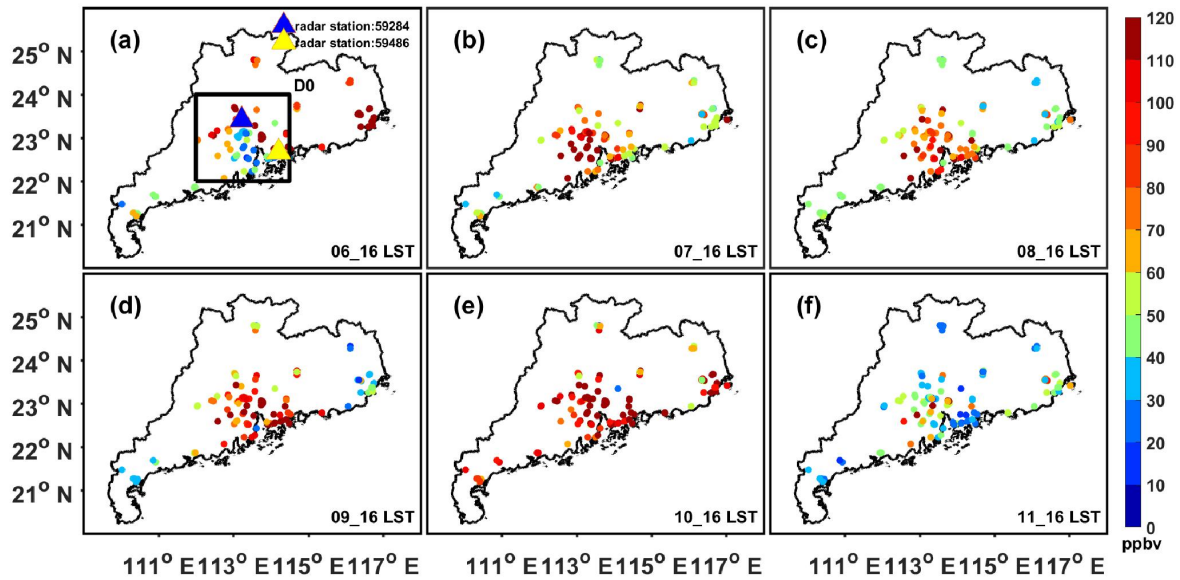 (a)
radar station:59284
radar station:59486
D0
06_16 LST
(b)
07_16 LST
(c)
08_16 LST
25° N
24° N
23° N
22° N
21° N
(d)
09_16 LST
(e)
10_16 LST
(f)
11_16 LST
25° N
24° N
23° N
22° N
21° N
111° E113° E115° E117° E
111° E113° E115° E117° E
111° E113° E115° E117° E
120
110
100
90
80
70
60
50
40
30
20
10
0
ppbv